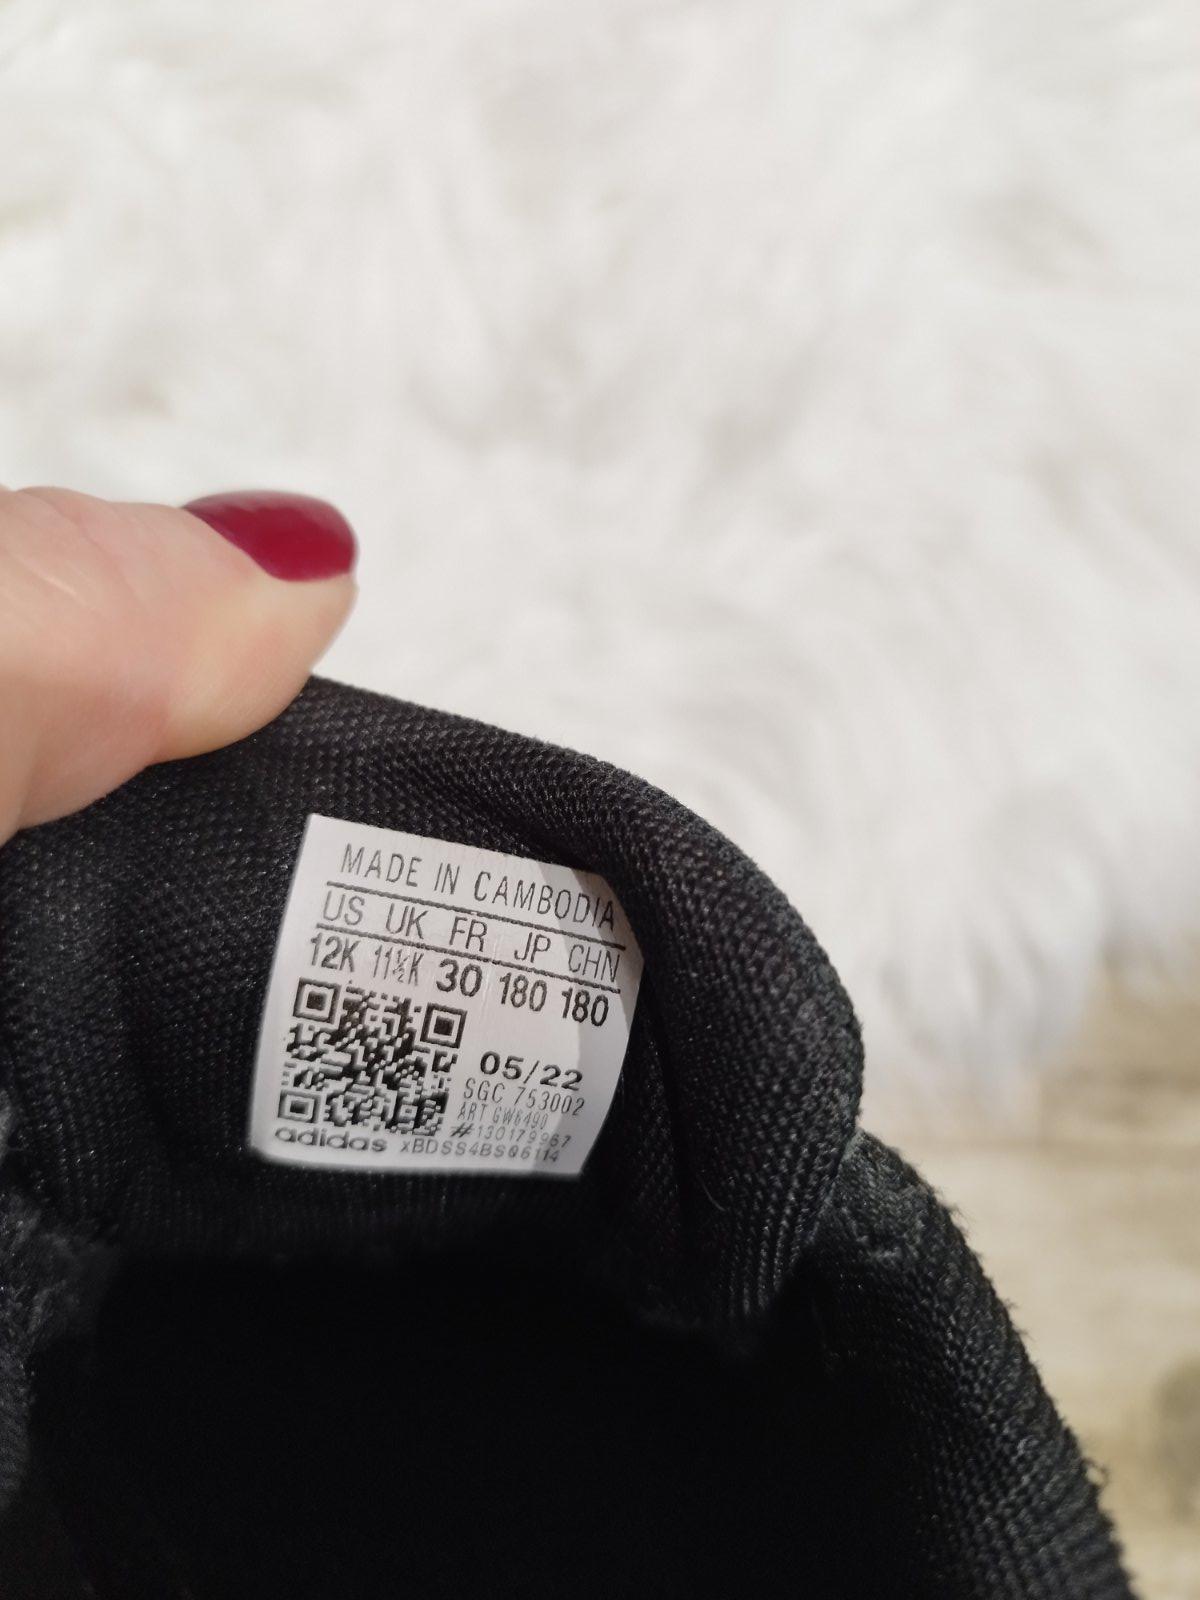 MADE IN CAMBODIA
US UK FR JP CHN
12K 11½K 30 180 180
05/22
SGC 753002
ART GW6490
#130179967
adidas xBDSS4BS06114